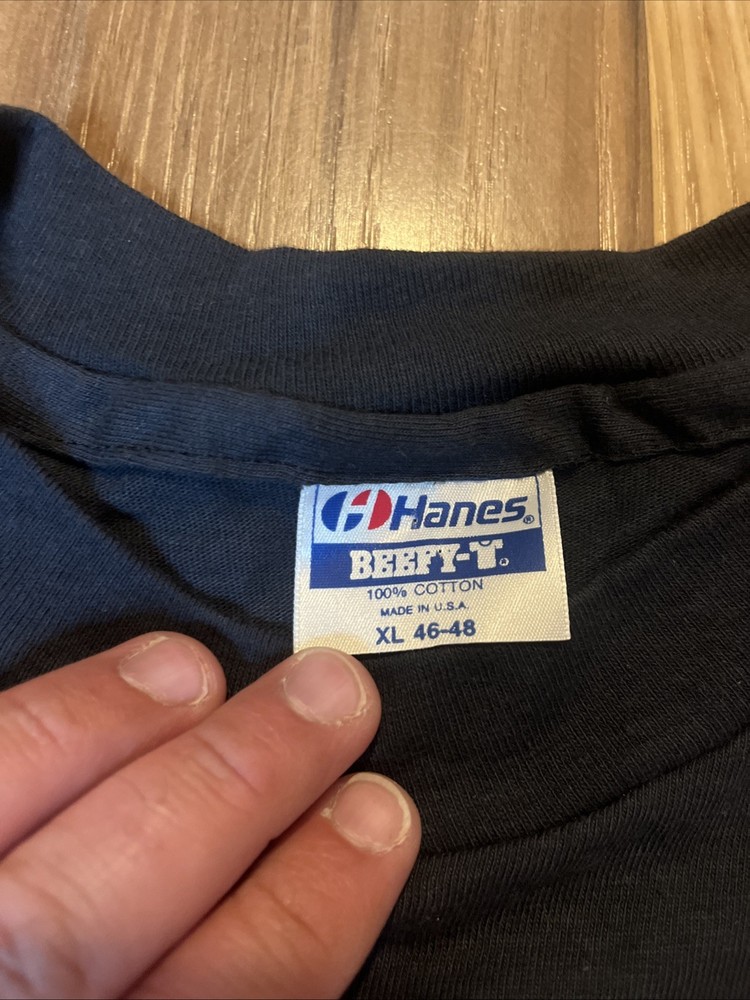 Hanes®
BEEFY-T®
100% COTTON
MADE IN U.S.A.
XL 46-48